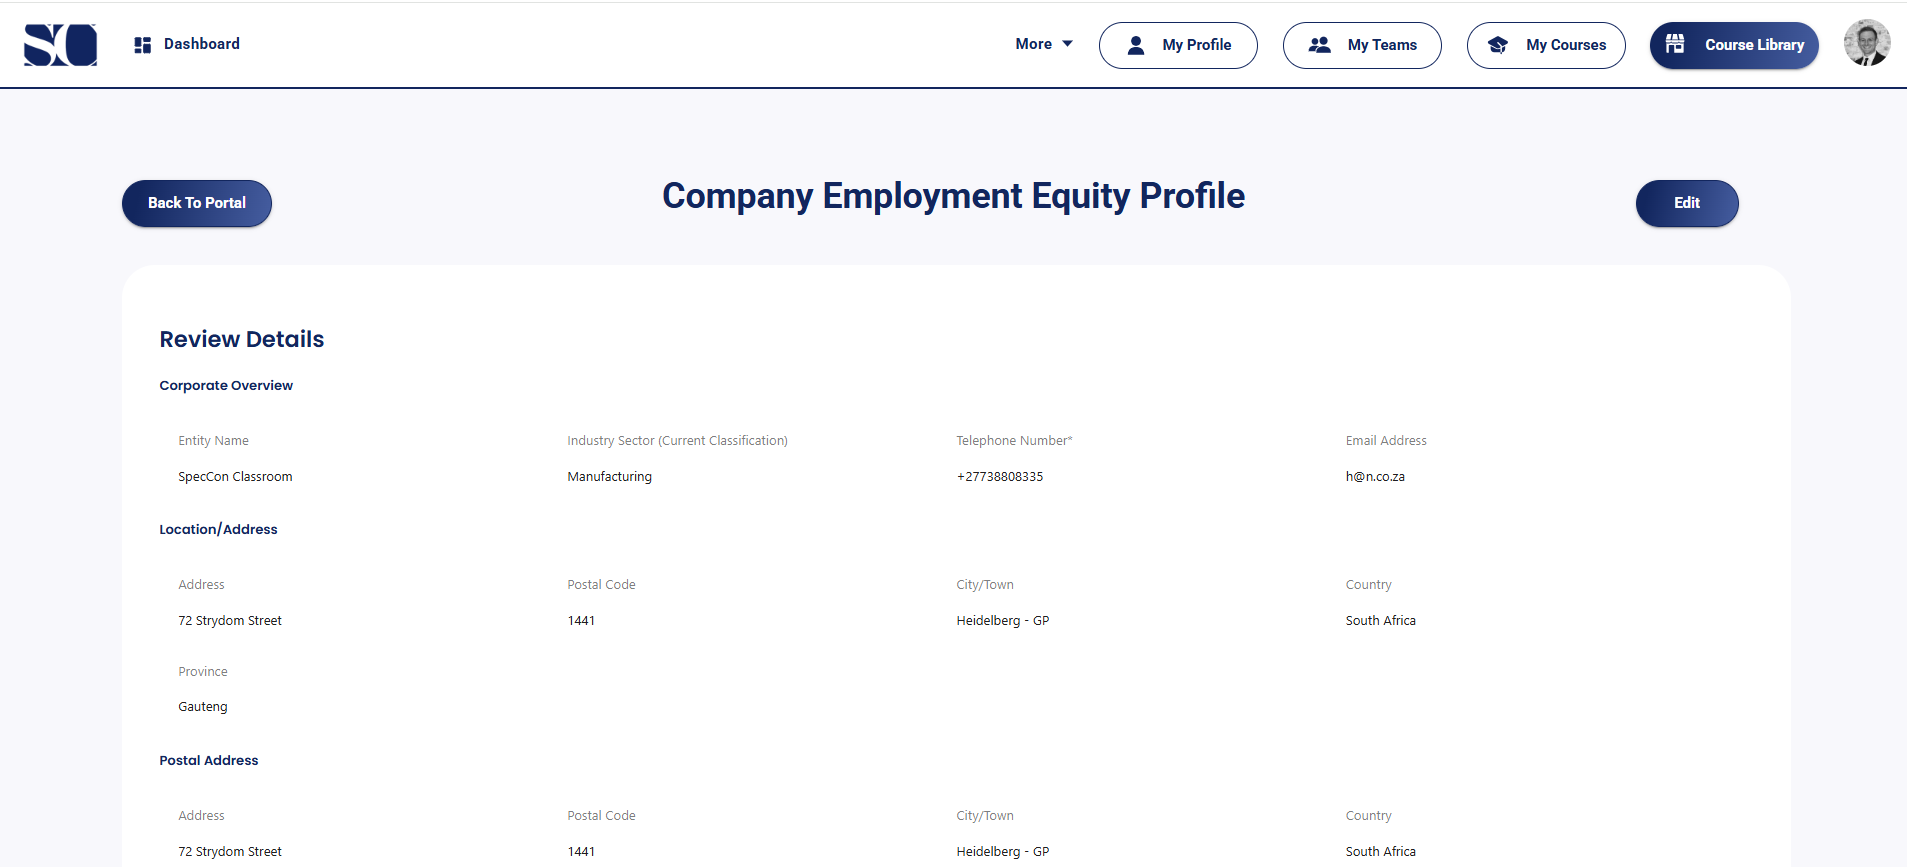 SC
Dashboard
More
My Profile
My Teams
My Courses
Course Library
Back To Portal
Company Employment Equity Profile
Edit
Review Details
Corporate Overview
Entity Name
Industry Sector (Current Classification)
Telephone Number*
Email Address
SpecCon Classroom
Manufacturing
+27738808335
h@n.co.za
Location/Address
Address
Postal Code
City/Town
Country
72 Strydom Street
1441
Heidelberg - GP
South Africa
Province
Gauteng
Postal Address
Address
Postal Code
City/Town
Country
72 Strydom Street
1441
Heidelberg - GP
South Africa